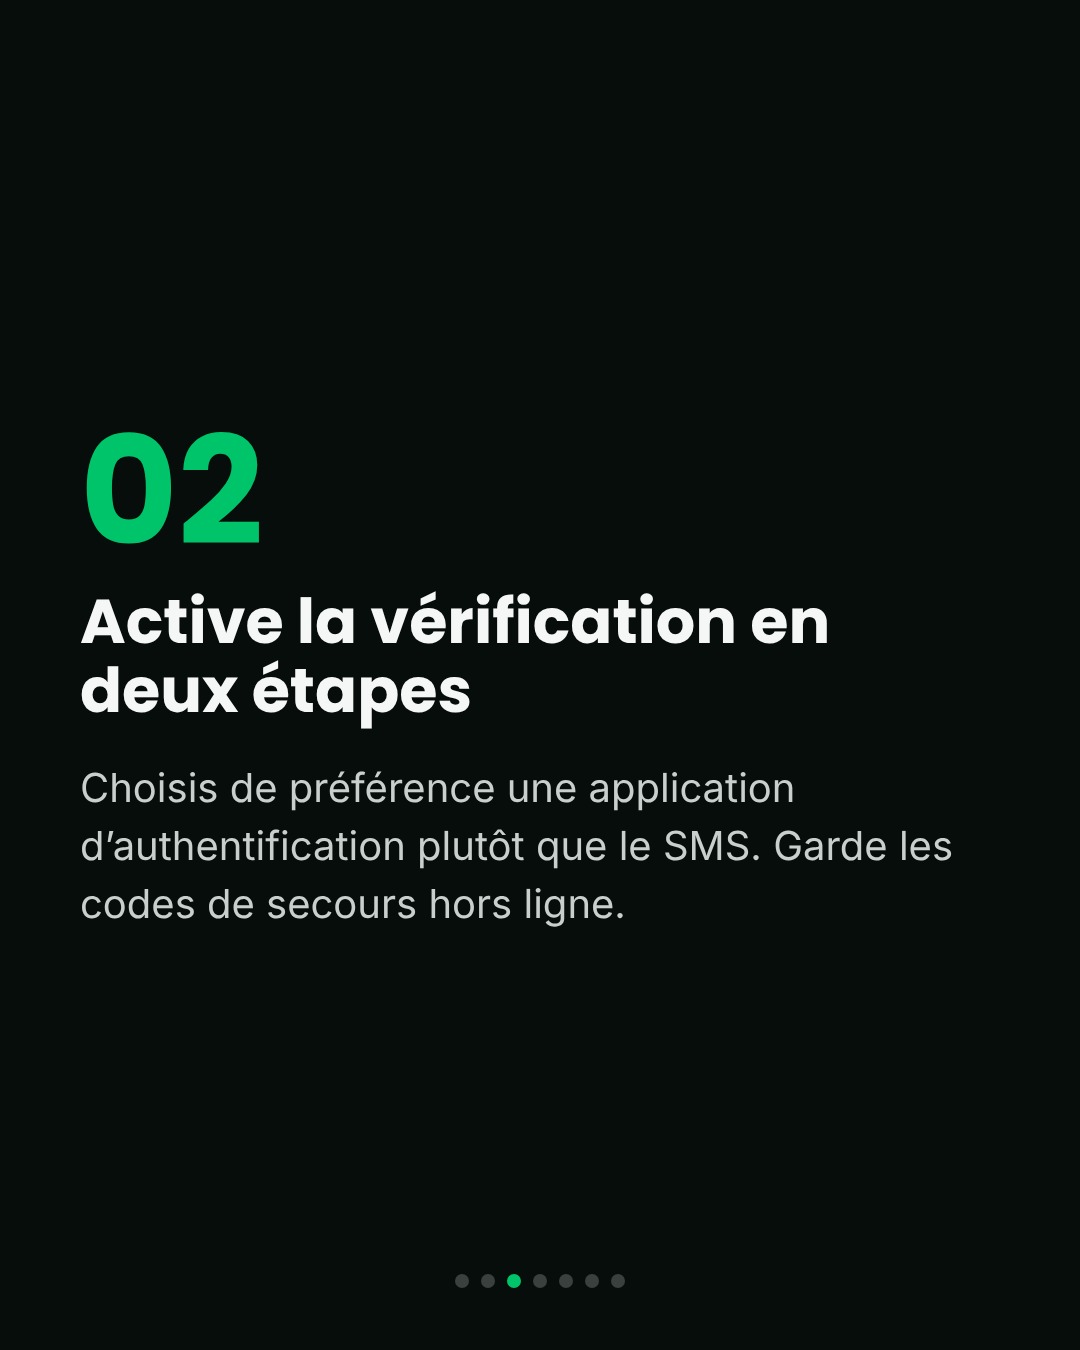 02
Active la vérification en
deux étapes
Choisis de préférence une application
d’authentification plutôt que le SMS. Garde les
codes de secours hors ligne.